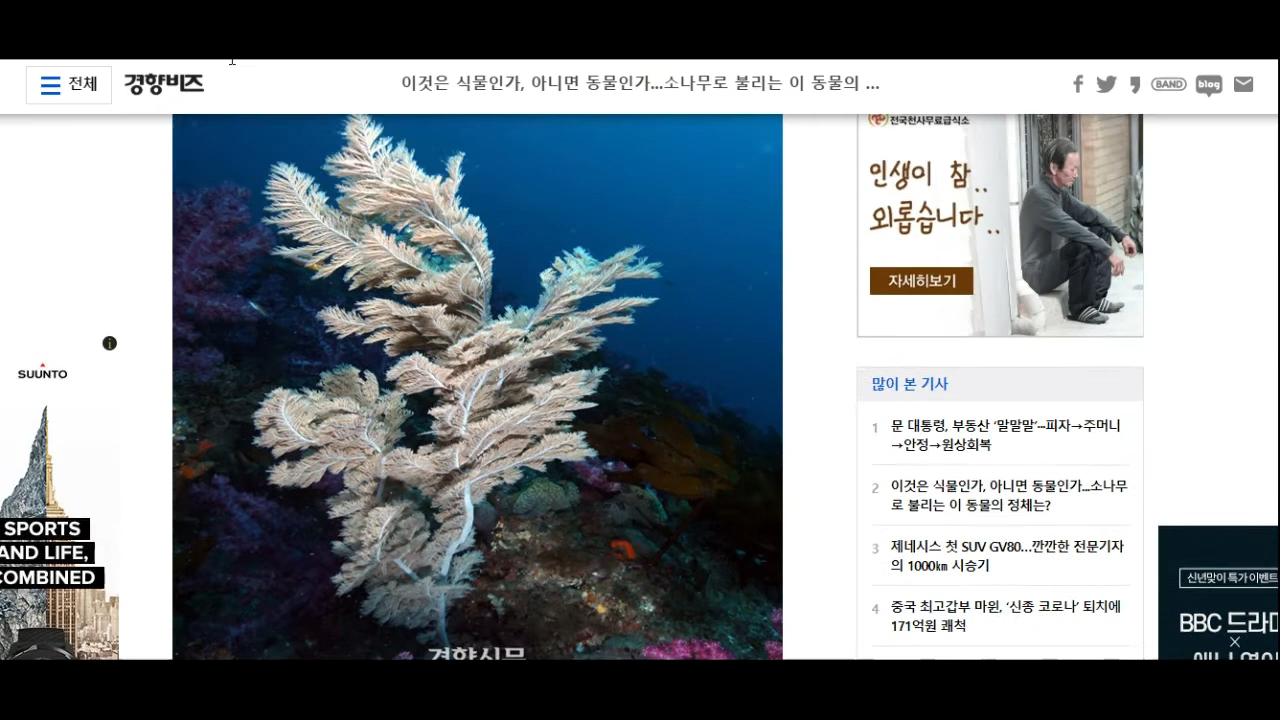 전체
경향비즈
이것은 식물인가, 아니면 동물인가...소나무로 불리는 이 동물의 ...
BAND
blog
전국천사무료급식소
인생이 참..
외롭습니다..
자세히보기
SUUNTO
SPORTS
AND LIFE,
COMBINED
경향신문
많이 본 기사
1 문 대통령, 부동산 ‘말말말’…피자→주머니
→안정→원상회복
2 이것은 식물인가, 아니면 동물인가...소나무
로 불리는 이 동물의 정체는?
3 제네시스 첫 SUV GV80…깐깐한 전문기자
의 1000㎞ 시승기
4 중국 최고갑부 마윈, ‘신종 코로나’ 퇴치에
171억원 쾌척
신년맞이 특가 이벤트
BBC 드라마